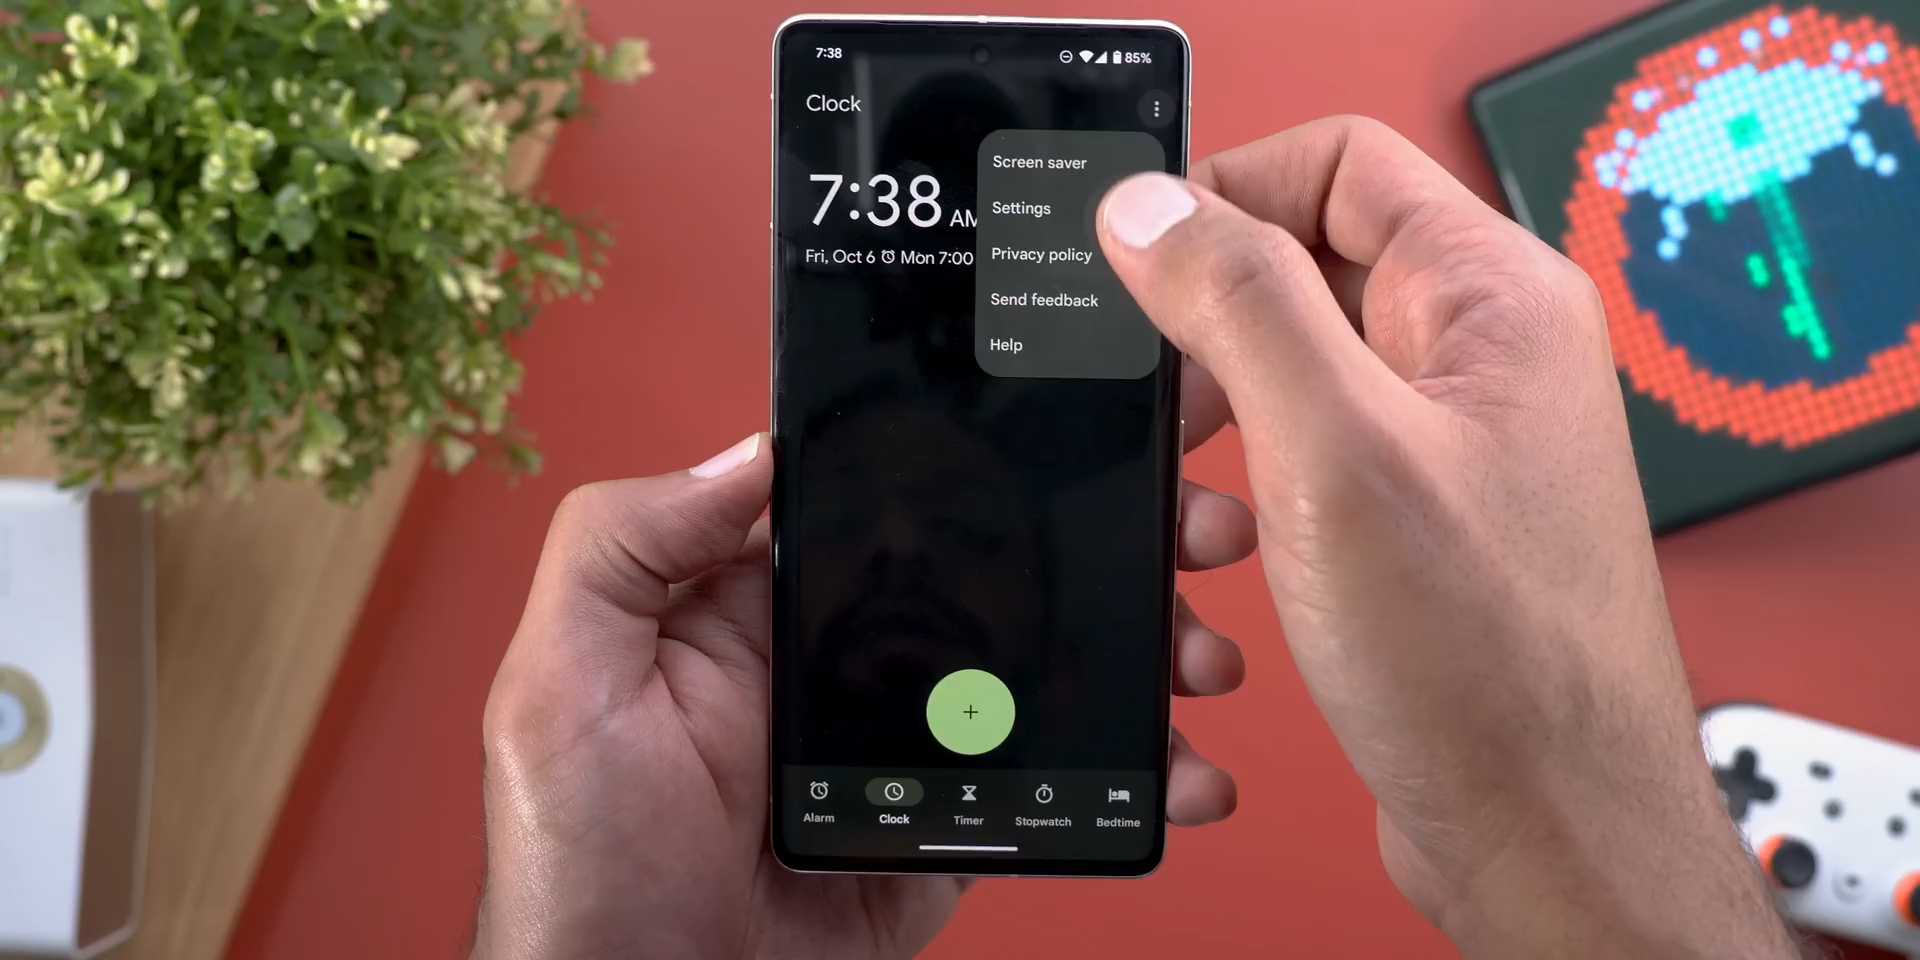 7:38
85%
Clock
Screen saver
7:38 AM
Settings
Fri, Oct 6 Mon 7:00
Privacy policy
Send feedback
Help
+
Alarm
Clock
Timer
Stopwatch
Bedtime